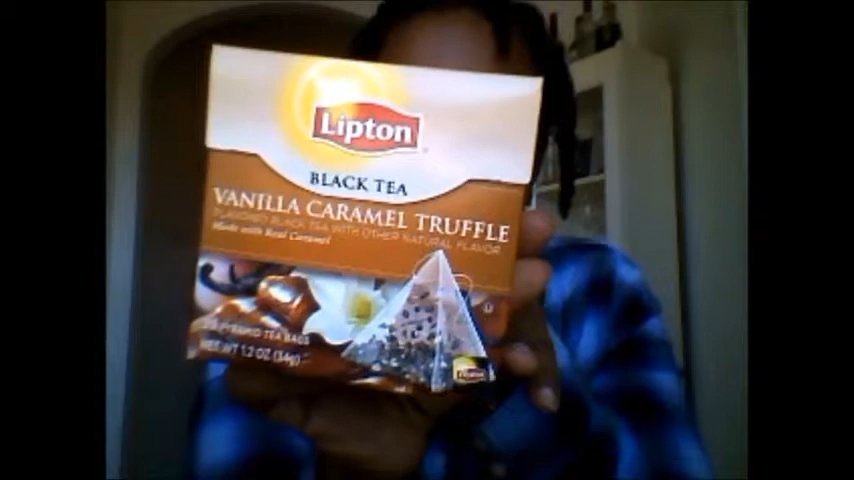 Lipton
BLACK TEA
VANILLA CARAMEL TRUFFLE
FLAVORED BLACK TEA WITH OTHER NATURAL FLAVOR
Made with Real Caramel
PYRAMID TEA BAGS
NET WT 1.2 OZ (34g)
Lipton